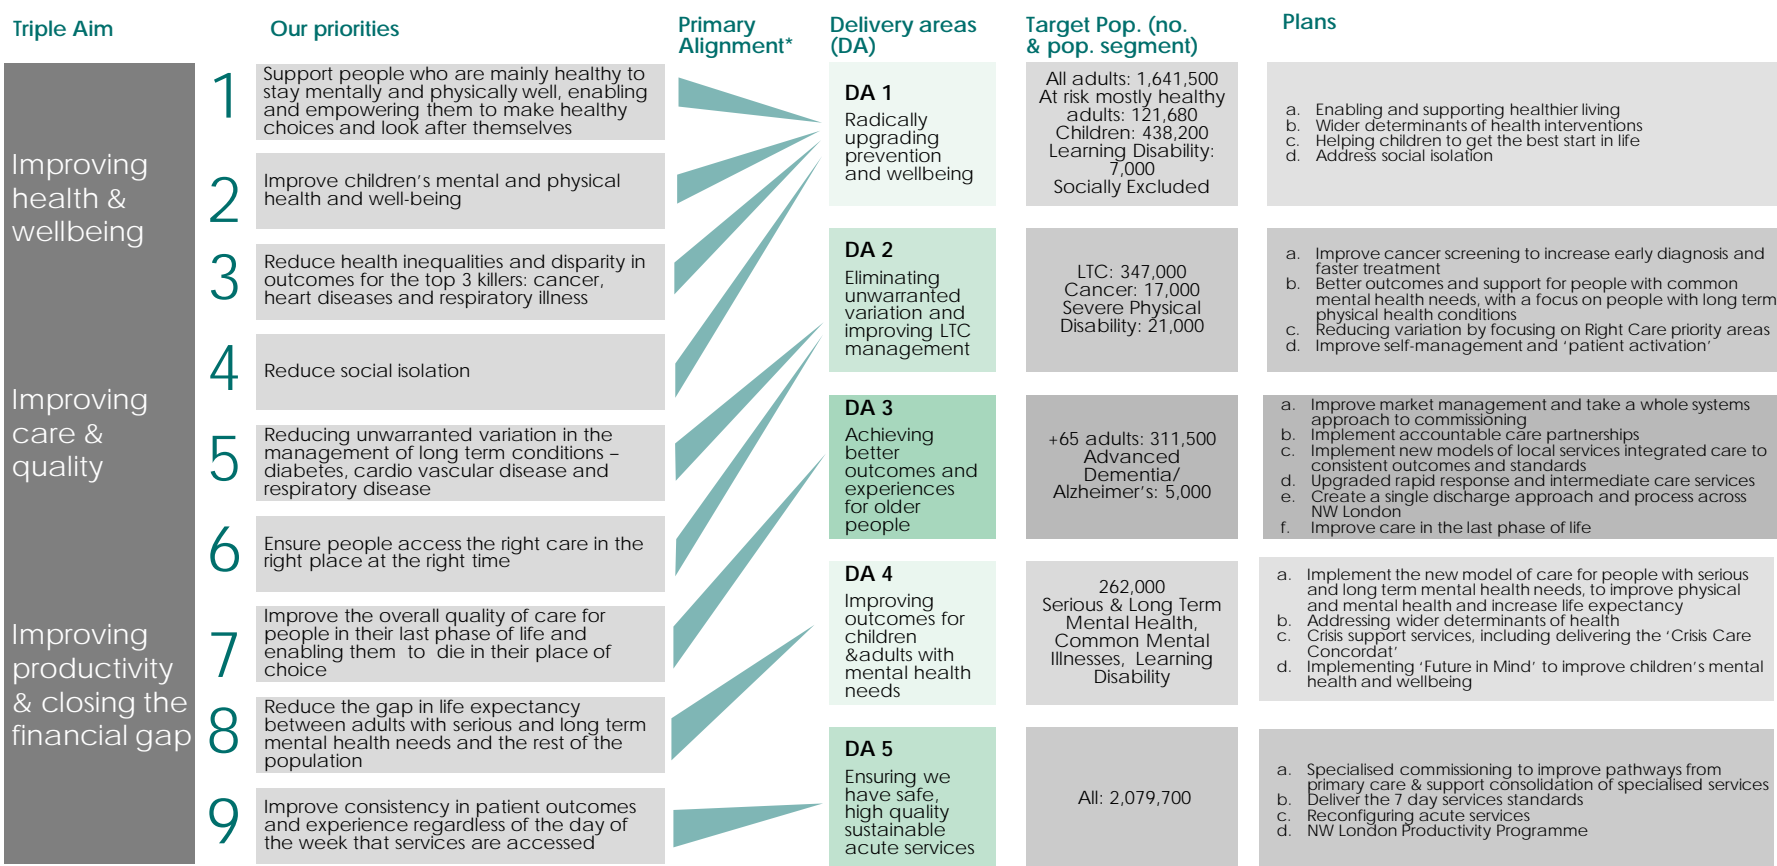 Triple Aim
Our priorities
Primary
Alignment*
Delivery areas
(DA)
Target Pop. (no.
& pop. segment)
Plans
Improving
health &
wellbeing
Improving
care &
quality
Improving
productivity
& closing the
financial gap
1
Support people who are mainly healthy to
stay mentally and physically well, enabling
and empowering them to make healthy
choices and look after themselves
2
Improve children’s mental and physical
health and well-being
3
Reduce health inequalities and disparity in
outcomes for the top 3 killers: cancer,
heart diseases and respiratory illness
4
Reduce social isolation
5
Reducing unwarranted variation in the
management of long term conditions –
diabetes, cardio vascular disease and
respiratory disease
6
Ensure people access the right care in the
right place at the right time
7
Improve the overall quality of care for
people in their last phase of life and
enabling them to die in their place of
choice
8
Reduce the gap in life expectancy
between adults with serious and long term
mental health needs and the rest of the
population
9
Improve consistency in patient outcomes
and experience regardless of the day of
the week that services are accessed
DA 1
Radically
upgrading
prevention
and wellbeing
All adults: 1,641,500
At risk mostly healthy
adults: 121,680
Children: 438,200
Learning Disability:
7,000
Socially Excluded
a. Enabling and supporting healthier living
b. Wider determinants of health interventions
c. Helping children to get the best start in life
d. Address social isolation
DA 2
Eliminating
unwarranted
variation and
improving LTC
management
LTC: 347,000
Cancer: 17,000
Severe Physical
Disability: 21,000
a. Improve cancer screening to increase early diagnosis and
faster treatment
b. Better outcomes and support for people with common
mental health needs, with a focus on people with long term
physical health conditions
c. Reducing variation by focusing on Right Care priority areas
d. Improve self-management and ‘patient activation’
DA 3
Achieving
better
outcomes and
experiences
for older
people
+65 adults: 311,500
Advanced
Dementia/
Alzheimer’s: 5,000
a. Improve market management and take a whole systems
approach to commissioning
b. Implement accountable care partnerships
c. Implement new models of local services integrated care to
consistent outcomes and standards
d. Upgraded rapid response and intermediate care services
e. Create a single discharge approach and process across
NW London
f. Improve care in the last phase of life
DA 4
Improving
outcomes for
children
&adults with
mental health
needs
262,000
Serious & Long Term
Mental Health,
Common Mental
Illnesses, Learning
Disability
a. Implement the new model of care for people with serious
and long term mental health needs, to improve physical
and mental health and increase life expectancy
b. Addressing wider determinants of health
c. Crisis support services, including delivering the ‘Crisis Care
Concordat’
d. Implementing ‘Future in Mind’ to improve children’s mental
health and wellbeing
DA 5
Ensuring we
have safe,
high quality
sustainable
acute services
All: 2,079,700
a. Specialised commissioning to improve pathways from
primary care & support consolidation of specialised services
b. Deliver the 7 day services standards
c. Reconfiguring acute services
d. NW London Productivity Programme